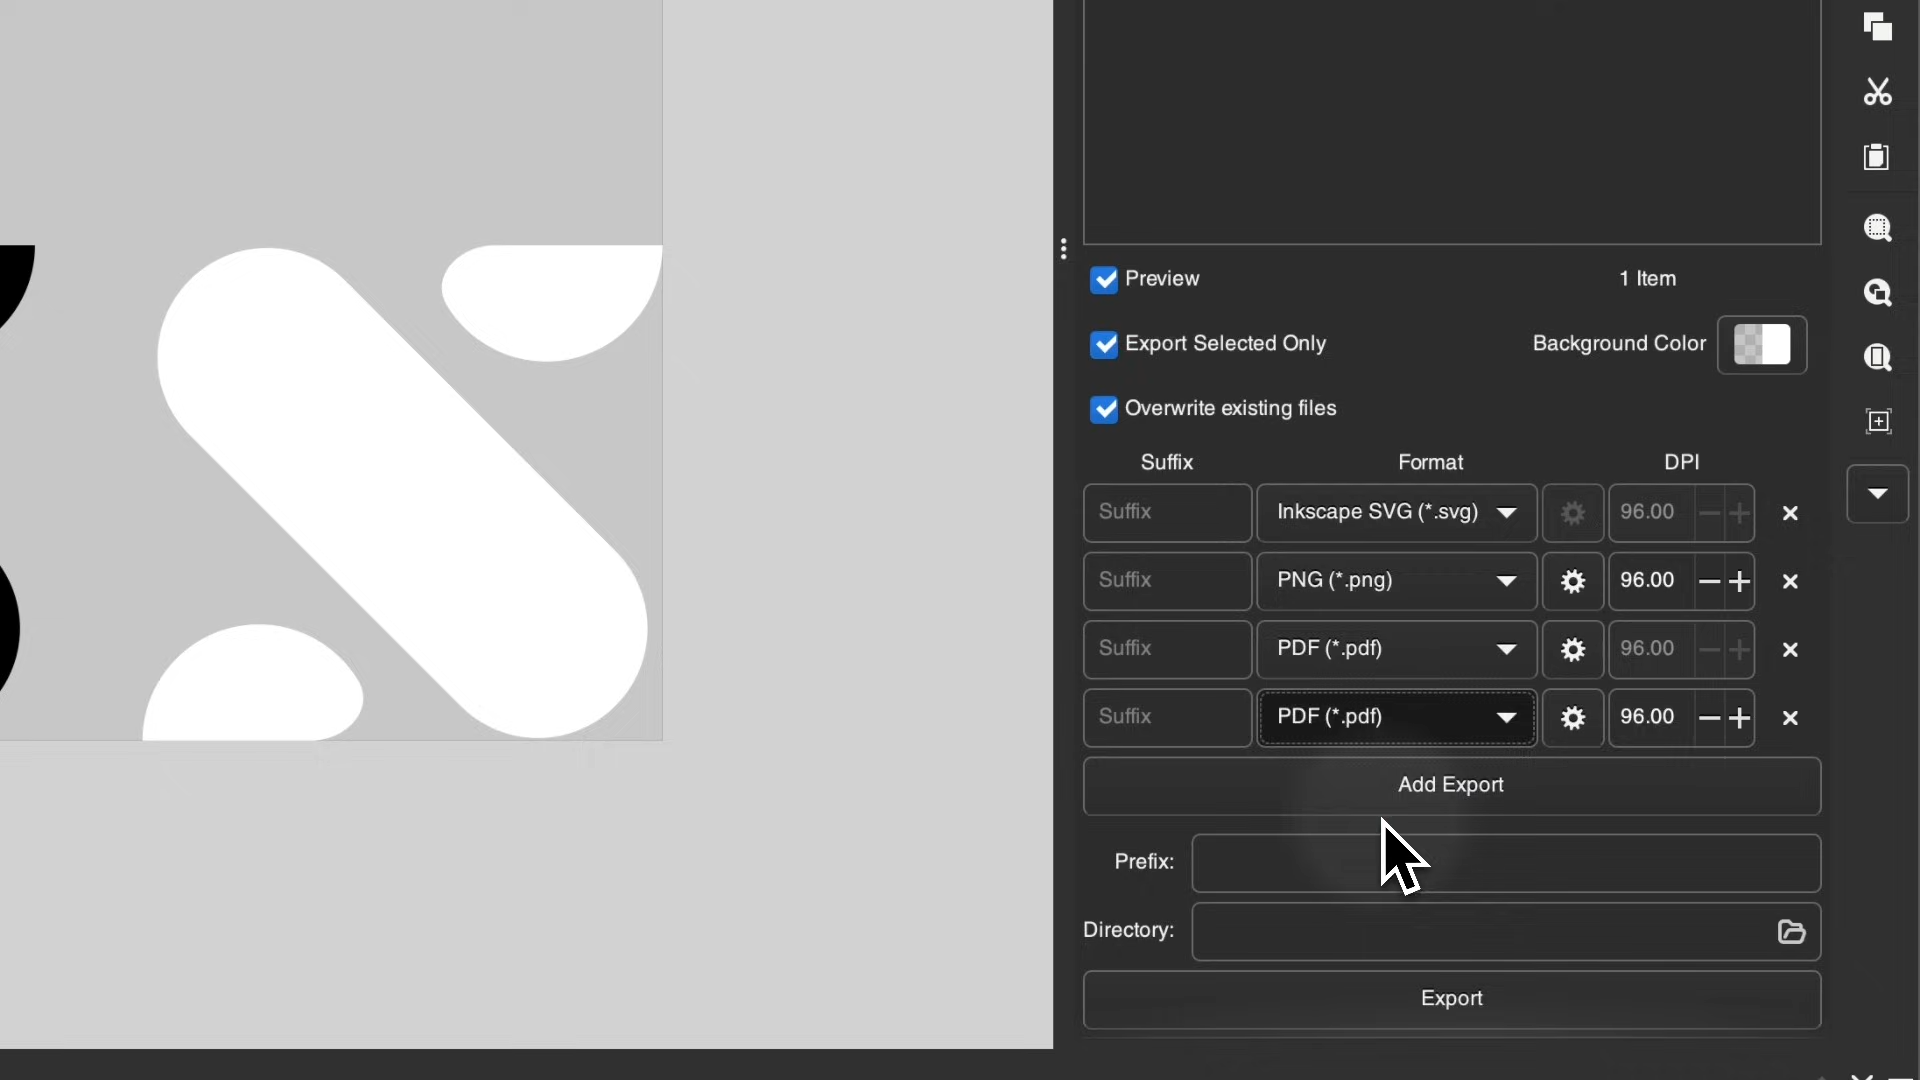 Preview 1 Item
Export Selected Only Background Color
Overwrite existing files
Suffix Format DPI
Suffix Inkscape SVG (*.svg) 96.00
Suffix PNG (*.png) 96.00
Suffix PDF (*.pdf) 96.00
Suffix PDF (*.pdf) 96.00
Add Export
Prefix:
Directory:
Export